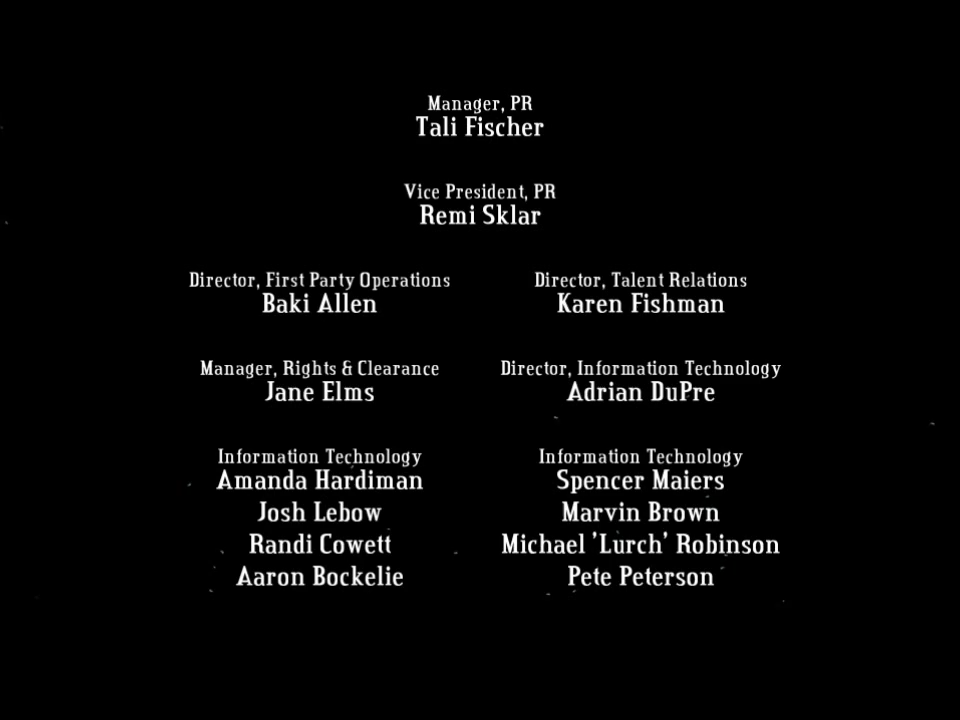 Manager, PR
Tali Fischer
Vice President, PR
Remi Sklar
Director, First Party Operations
Baki Allen
Director, Talent Relations
Karen Fishman
Manager, Rights & Clearance
Jane Elms
Director, Information Technology
Adrian DuPre
Information Technology
Amanda Hardiman
Josh Lebow
Randi Cowett
Aaron Bockelie
Information Technology
Spencer Maiers
Marvin Brown
Michael 'Lurch' Robinson
Pete Peterson